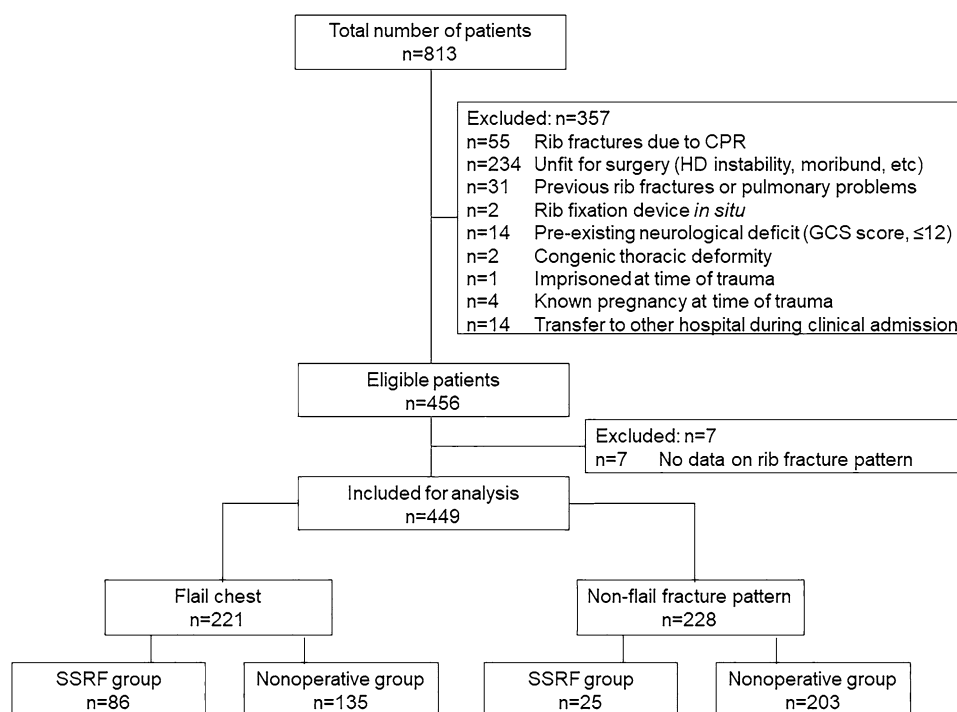 Total number of patients
n=813
Excluded: n=357
n=55 Rib fractures due to CPR
n=234 Unfit for surgery (HD instability, moribund, etc)
n=31 Previous rib fractures or pulmonary problems
n=2 Rib fixation device in situ
n=14 Pre-existing neurological deficit (GCS score, ≤12)
n=2 Congenic thoracic deformity
n=1 Imprisoned at time of trauma
n=4 Known pregnancy at time of trauma
n=14 Transfer to other hospital during clinical admission
Eligible patients
n=456
Excluded: n=7
n=7 No data on rib fracture pattern
Included for analysis
n=449
Flail chest
n=221
Non-flail fracture pattern
n=228
SSRF group
n=86
Nonoperative group
n=135
SSRF group
n=25
Nonoperative group
n=203